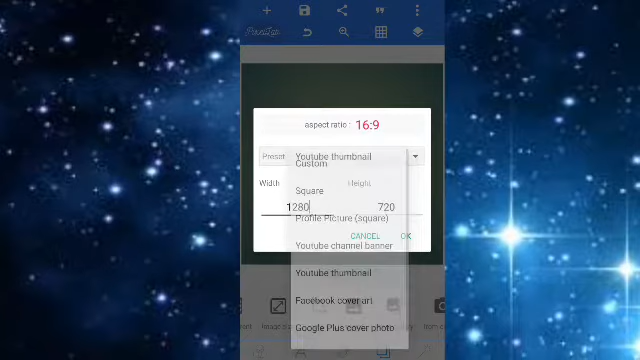 PixelLab
aspect ratio : 16:9
Preset
Youtube thumbnail
Custom
Width
Height
Square
1280
720
Profile Picture (square)
CANCEL
OK
Youtube channel banner
Youtube thumbnail
Facebook cover art
Google Plus cover photo